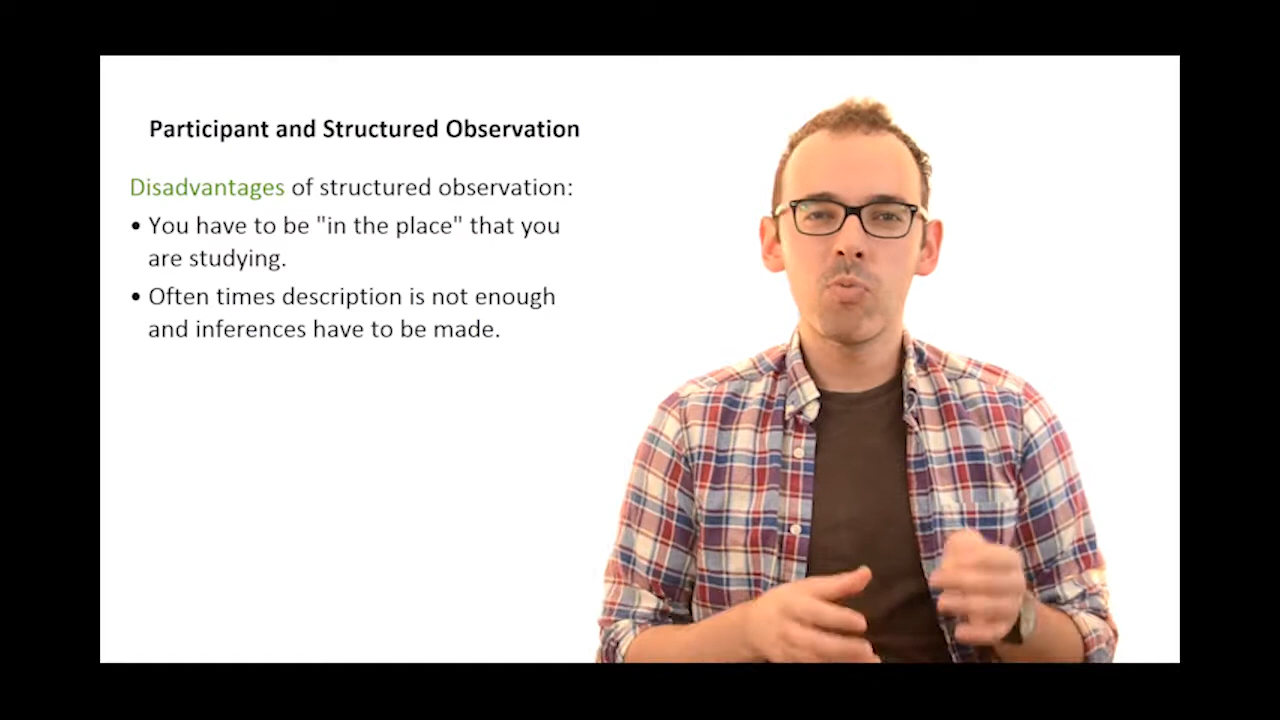 Participant and Structured Observation
Disadvantages of structured observation:
• You have to be "in the place" that you
are studying.
• Often times description is not enough
and inferences have to be made.